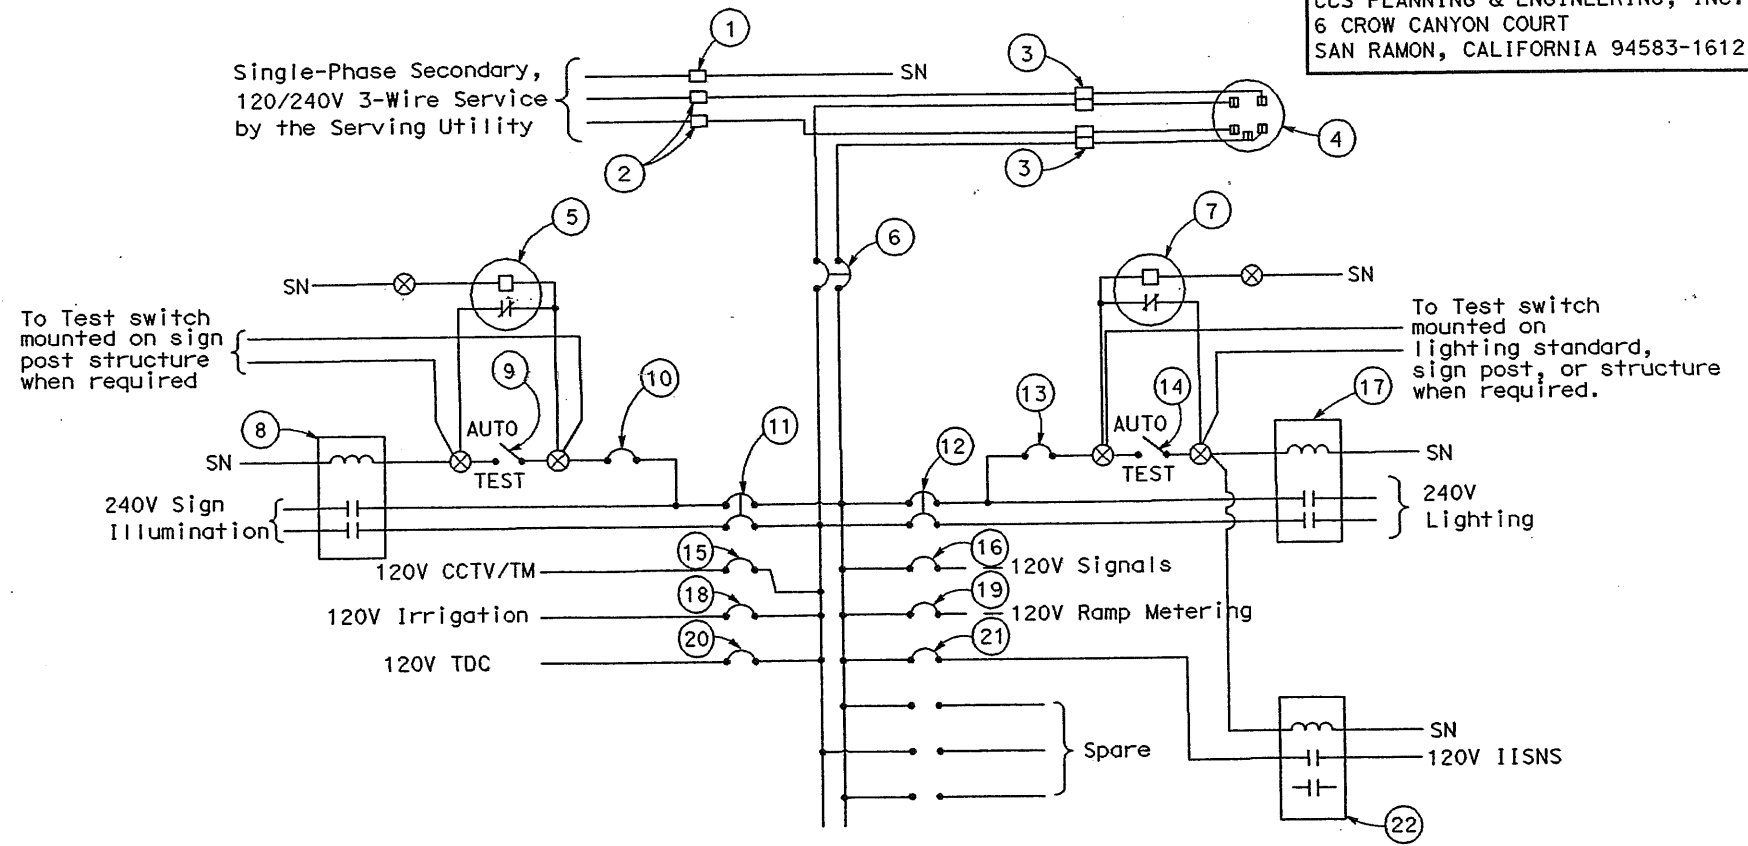 CCS PLANNING & ENGINEERING, INC.
6 CROW CANYON COURT
SAN RAMON, CALIFORNIA 94583-1612
1
Single-Phase Secondary,
120/240V 3-Wire Service
by the Serving Utility
SN
3
2
3
4
5
6
7
SN
SN
To Test switch
mounted on sign
post structure
when required
To Test switch
mounted on
lighting standard,
sign post, or structure
when required.
8
9
10
11
12
13
14
17
AUTO
TEST
AUTO
TEST
SN
SN
240V Sign
Illumination
240V
Lighting
15
120V CCTV/TM
16
120V Signals
18
120V Irrigation
19
120V Ramp Metering
20
120V TDC
21
Spare
SN
120V IISNS
22